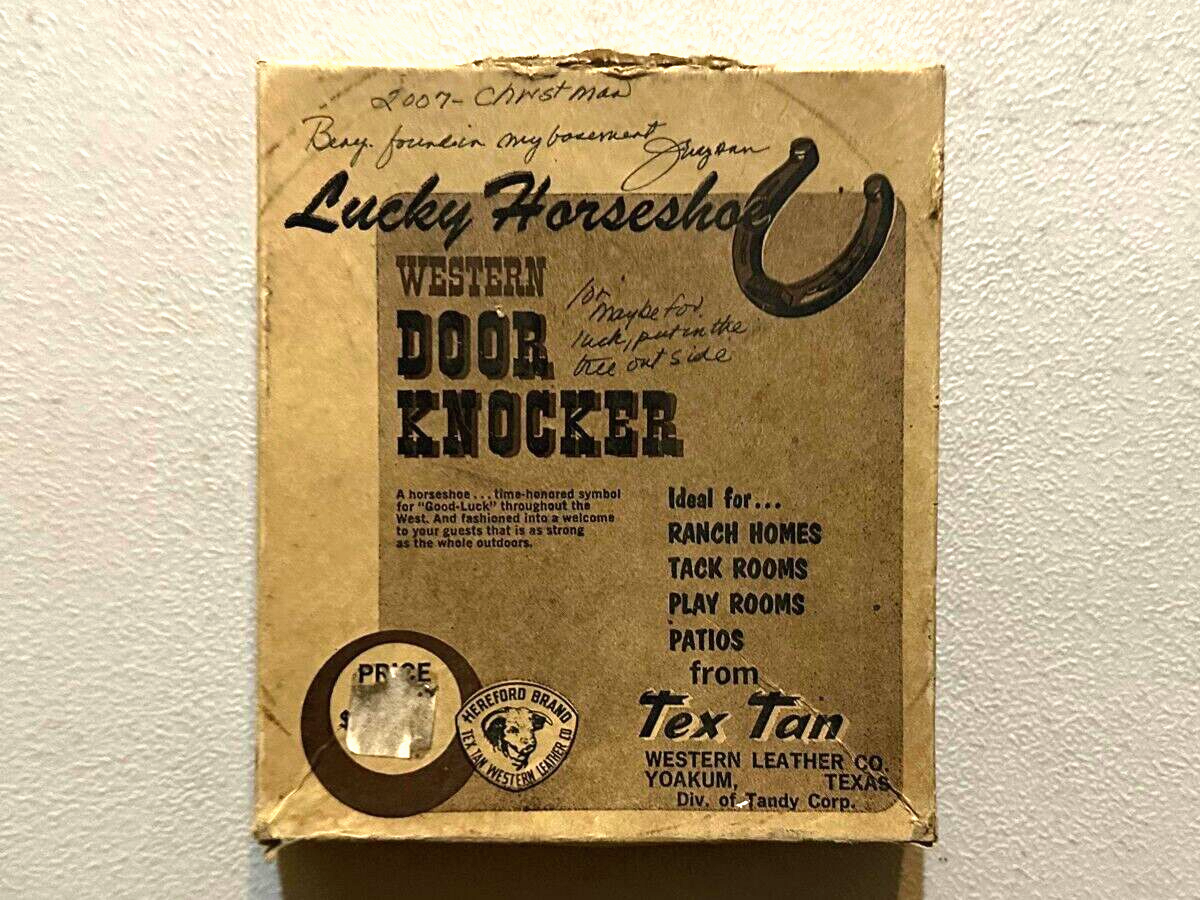 2007- Christmas
found in my basement
Lucky Horseshoe
WESTERN
DOOR
KNOCKER
or
maybe for
luck, put in the
tree outside
A horseshoe . . . time-honored symbol
for "Good-Luck" throughout the
West. And fashioned into a welcome
to your guests that is as strong
as the whole outdoors.
Ideal for...
RANCH HOMES
TACK ROOMS
PLAY ROOMS
PATIOS
from
Tex Tan
WESTERN LEATHER CO.
YOAKUM, TEXAS
Div. of Tandy Corp.
PRICE
$
HEREFORD BRAND
TEX TAN WESTERN LEATHER CO